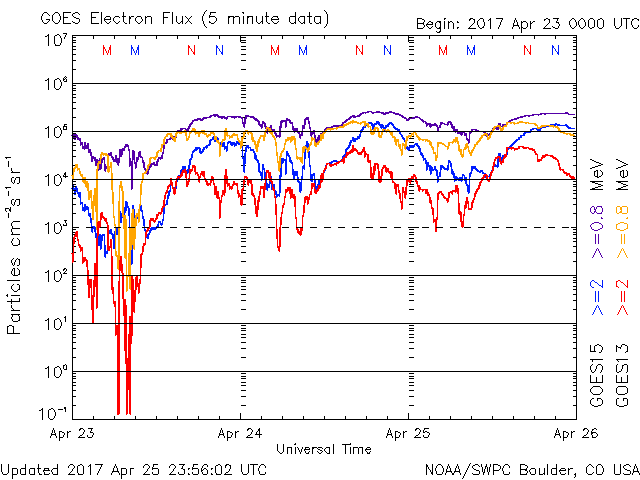 GOES Electron Flux (5 minute data)
Begin: 2017 Apr 23 0000 UTC
M M N N M M N N M M N N
10⁷
10⁶
10⁵
10⁴
10³
10²
10¹
10⁰
10⁻¹
Particles cm⁻²s⁻¹sr⁻¹
Apr 23 Apr 24 Apr 25 Apr 26
Universal Time
GOES15 >=2 >=0.8 MeV
GOES13 >=2 >=0.8 MeV
Updated 2017 Apr 25 23:56:02 UTC
NOAA/SWPC Boulder, CO USA